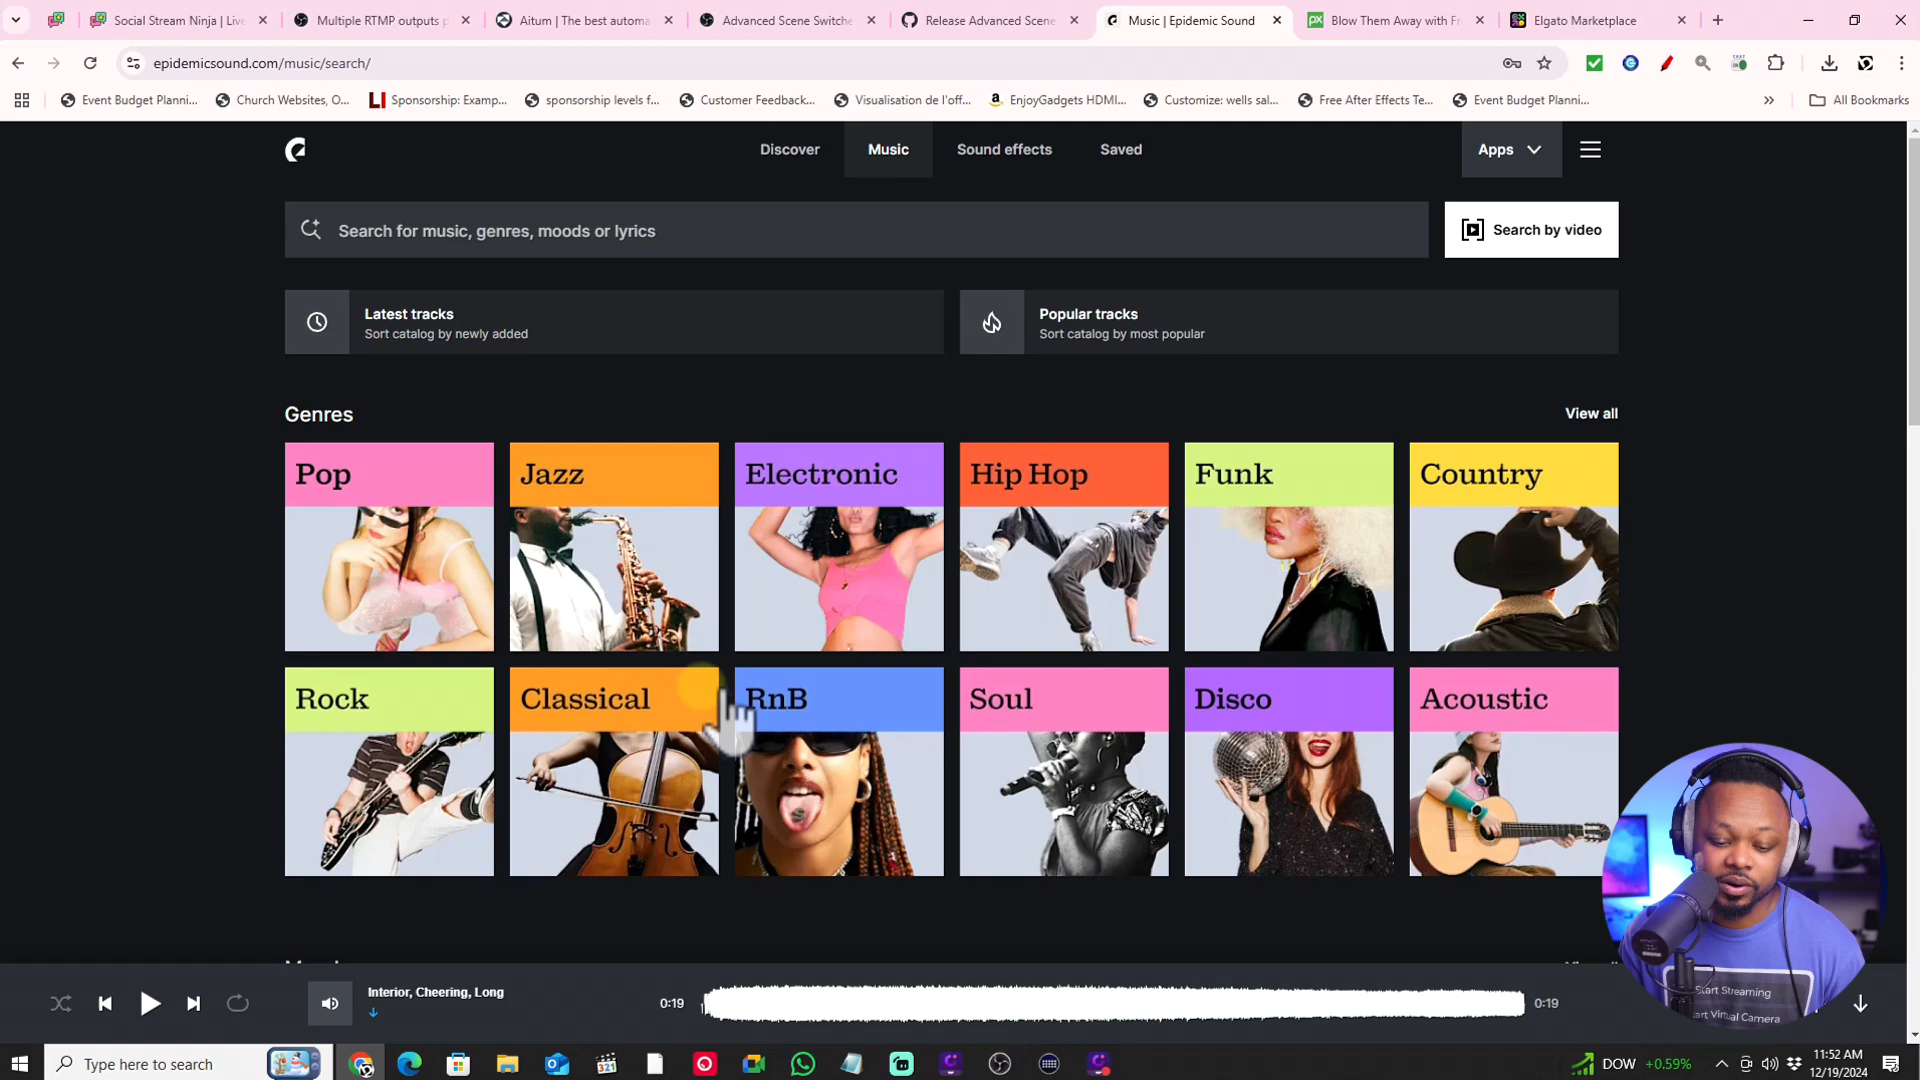 Social Stream Ninja | Live
Multiple RTMP outputs p
Aitum | The best automa
Advanced Scene Switche
Release Advanced Scene
Music | Epidemic Sound
Blow Them Away with Fr
Elgato Marketplace
epidemicsound.com/music/search/
Event Budget Planni...
Church Websites, O...
Sponsorship: Examp...
sponsorship levels f...
Customer Feedback...
Visualisation de l'off...
EnjoyGadgets HDMI...
Customize: wells sal...
Free After Effects Te...
Event Budget Planni...
All Bookmarks
Discover
Music
Sound effects
Saved
Apps
Search for music, genres, moods or lyrics
Search by video
Latest tracks
Sort catalog by newly added
Popular tracks
Sort catalog by most popular
Genres
View all
Pop
Jazz
Electronic
Hip Hop
Funk
Country
Rock
Classical
RnB
Soul
Disco
Acoustic
Interior, Cheering, Long
0:19
0:19
Start Streaming
tart Virtual Camera
Type here to search
DOW +0.59%
11:52 AM
12/19/2024